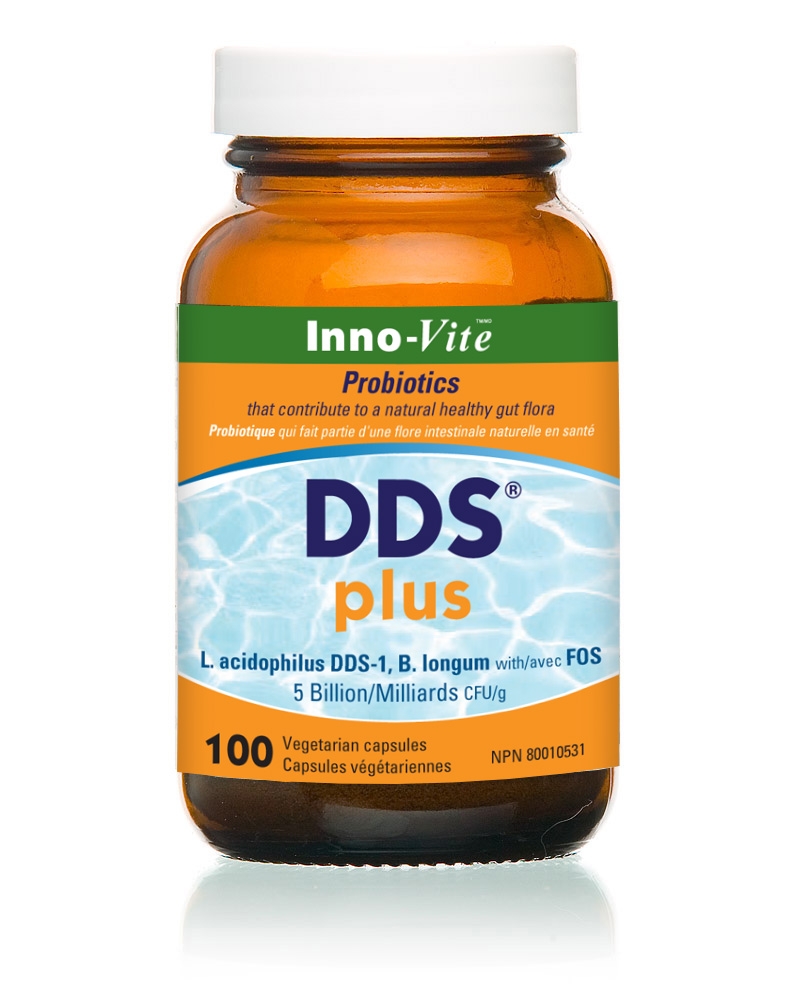 Inno-Vite TM/MD
Probiotics
that contribute to a natural healthy gut flora
Probiotique qui fait partie d'une flore intestinale naturelle en santé
DDS®
plus
L. acidophilus DDS-1, B. longum with/avec FOS
5 Billion/Milliards CFU/g
100 Vegetarian capsules
Capsules végétariennes
NPN 80010531